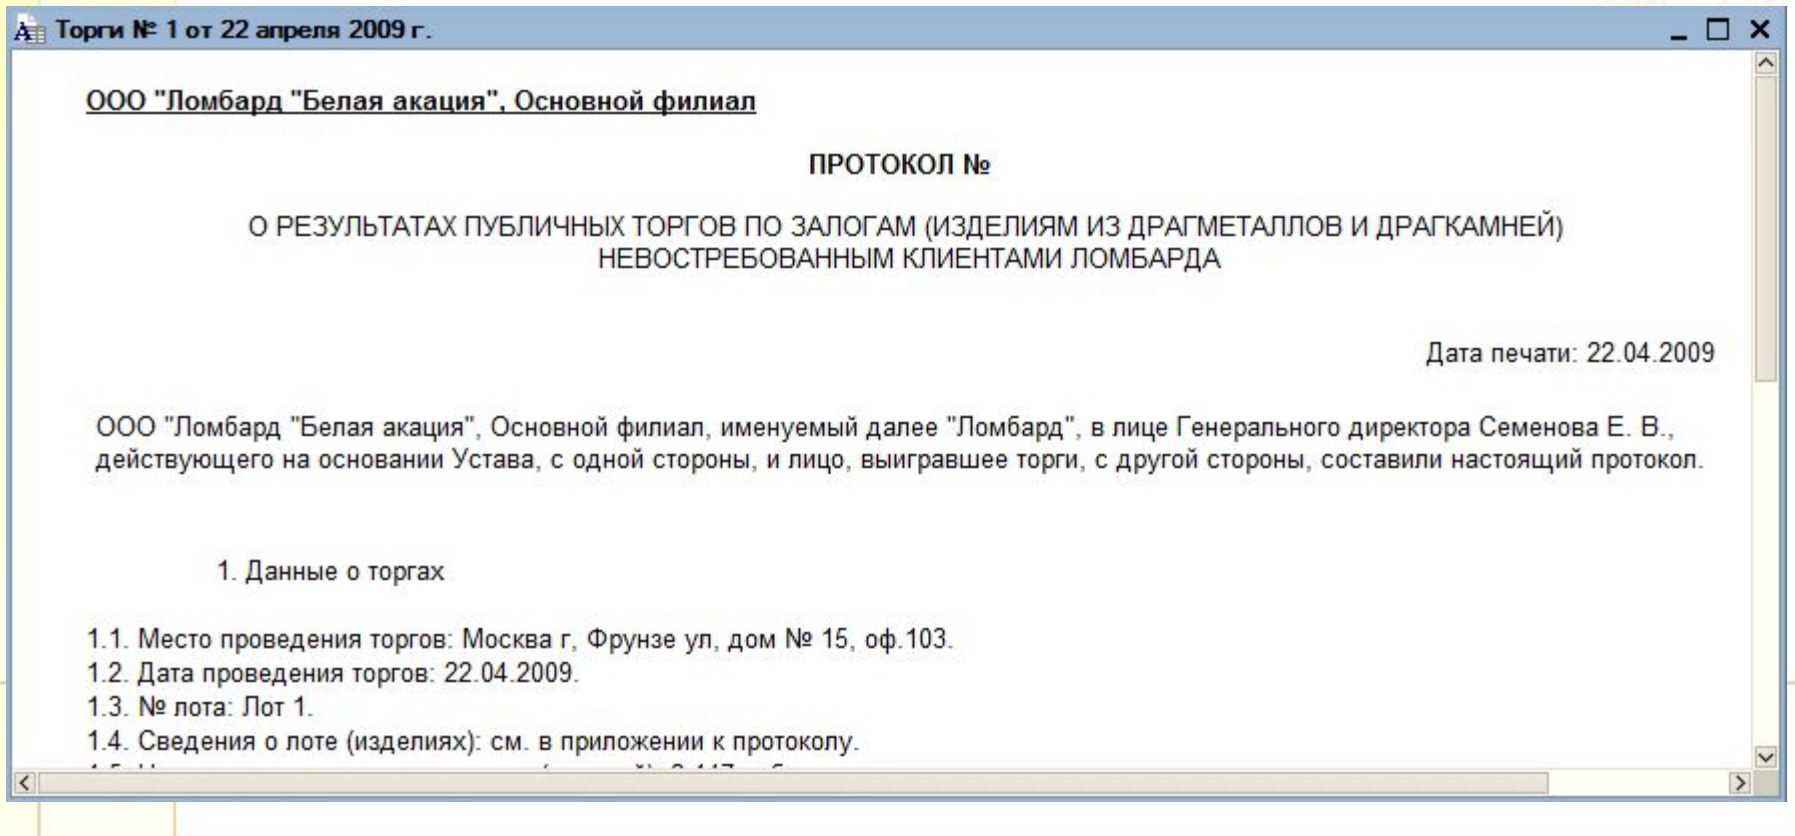 Торги № 1 от 22 апреля 2009 г.
ООО "Ломбард "Белая акация", Основной филиал
ПРОТОКОЛ №
О РЕЗУЛЬТАТАХ ПУБЛИЧНЫХ ТОРГОВ ПО ЗАЛОГАМ (ИЗДЕЛИЯМ ИЗ ДРАГМЕТАЛЛОВ И ДРАГКАМНЕЙ)
НЕВОСТРЕБОВАННЫМ КЛИЕНТАМИ ЛОМБАРДА
Дата печати: 22.04.2009
ООО "Ломбард "Белая акация", Основной филиал, именуемый далее "Ломбард", в лице Генерального директора Семенова Е. В.,
действующего на основании Устава, с одной стороны, и лицо, выигравшее торги, с другой стороны, составили настоящий протокол.
1. Данные о торгах
1.1. Место проведения торгов: Москва г, Фрунзе ул, дом № 15, оф.103.
1.2. Дата проведения торгов: 22.04.2009.
1.3. № лота: Лот 1.
1.4. Сведения о лоте (изделиях): см. в приложении к протоколу.